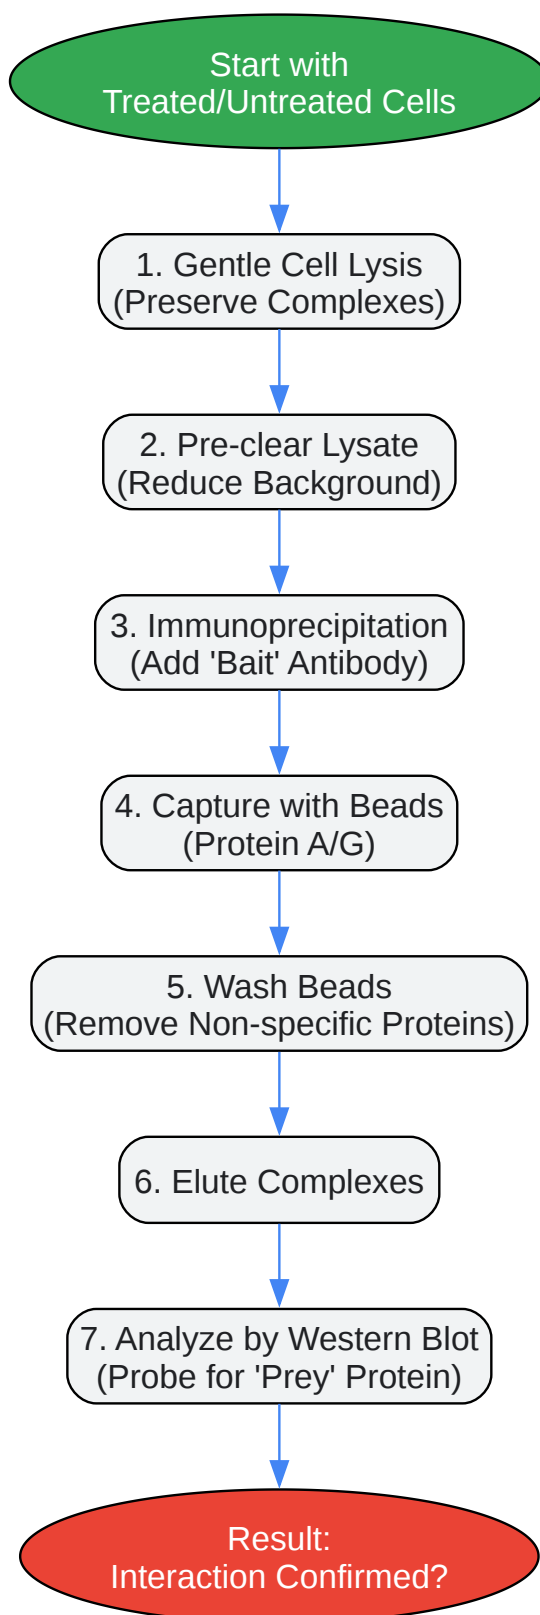 Start with
Treated/Untreated Cells
1. Gentle Cell Lysis
(Preserve Complexes)
2. Pre-clear Lysate
(Reduce Background)
3. Immunoprecipitation
(Add 'Bait' Antibody)
4. Capture with Beads
(Protein A/G)
5. Wash Beads
(Remove Non-specific Proteins)
6. Elute Complexes
7. Analyze by Western Blot
(Probe for 'Prey' Protein)
Result:
Interaction Confirmed?